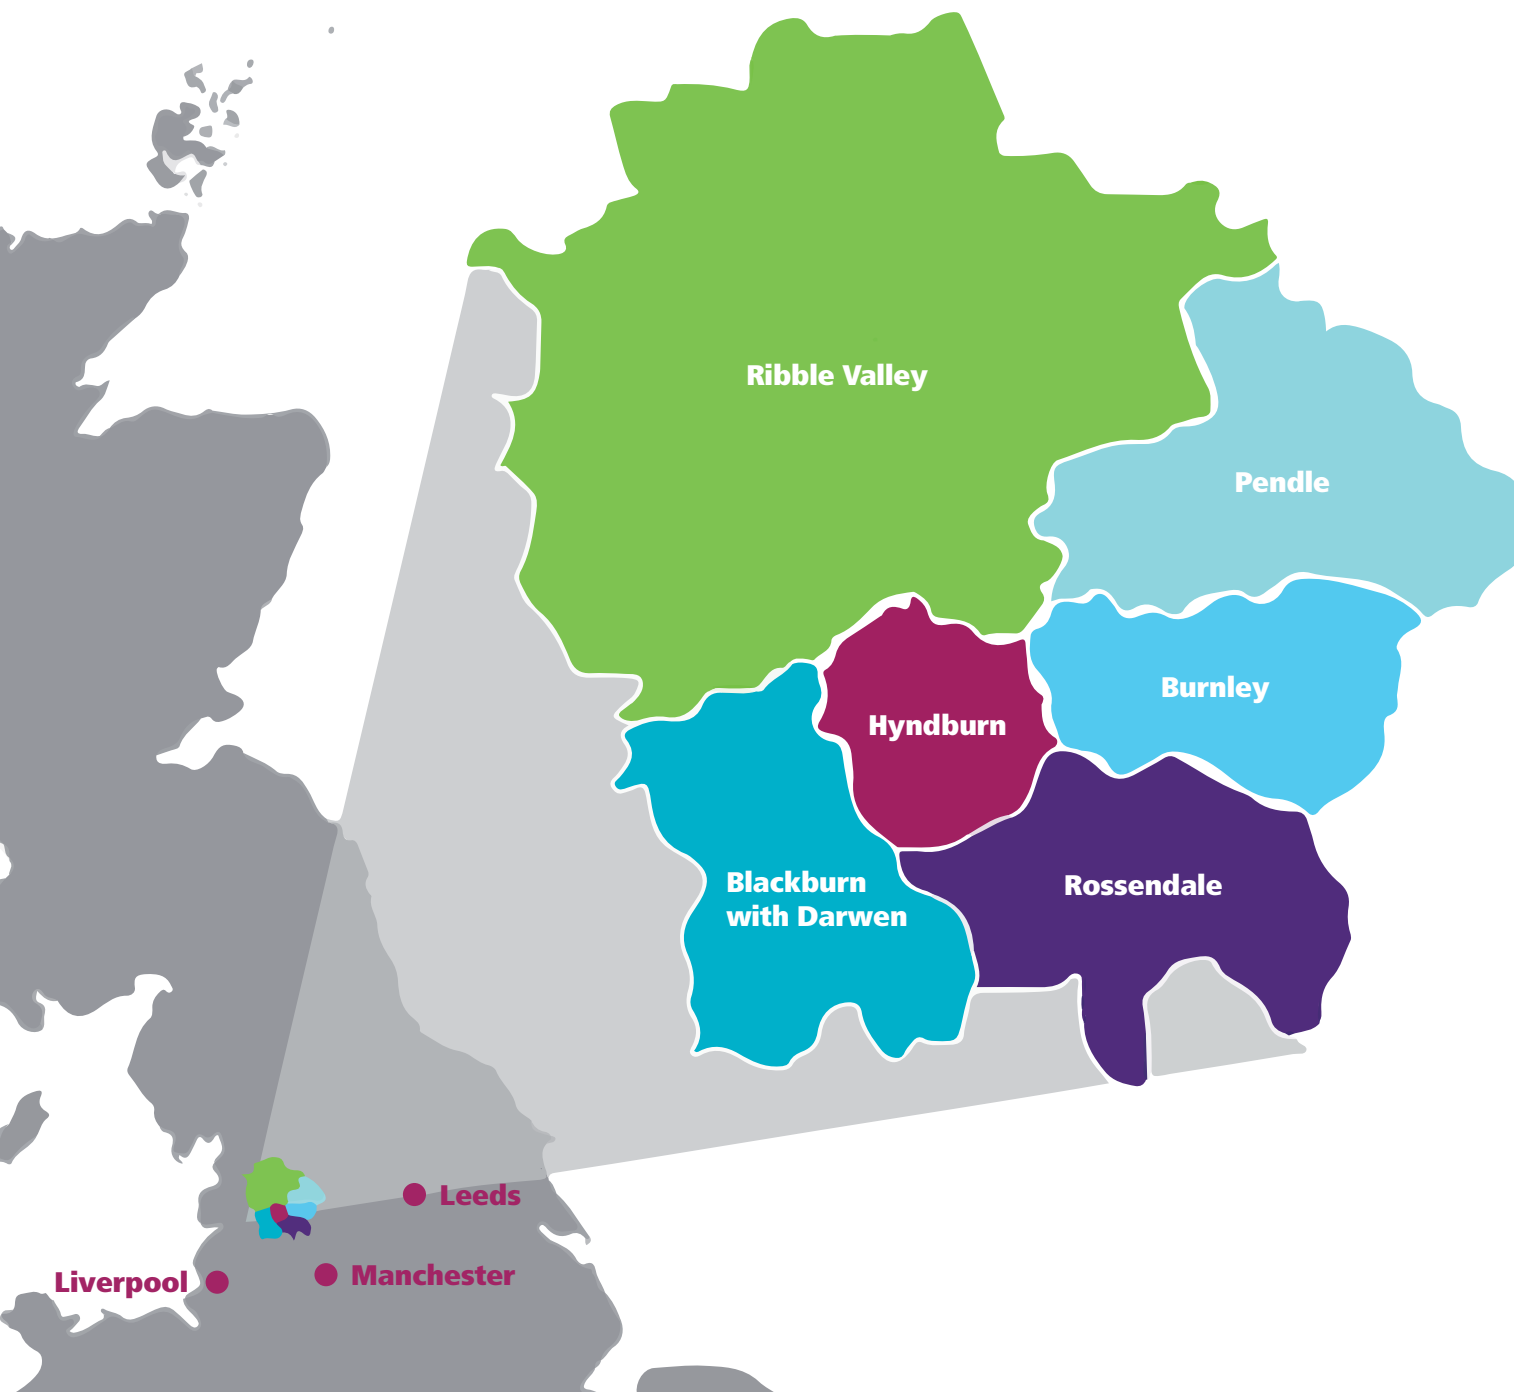 Ribble Valley
Pendle
Burnley
Hyndburn
Blackburn
with Darwen
Rossendale
Leeds
Manchester
Liverpool